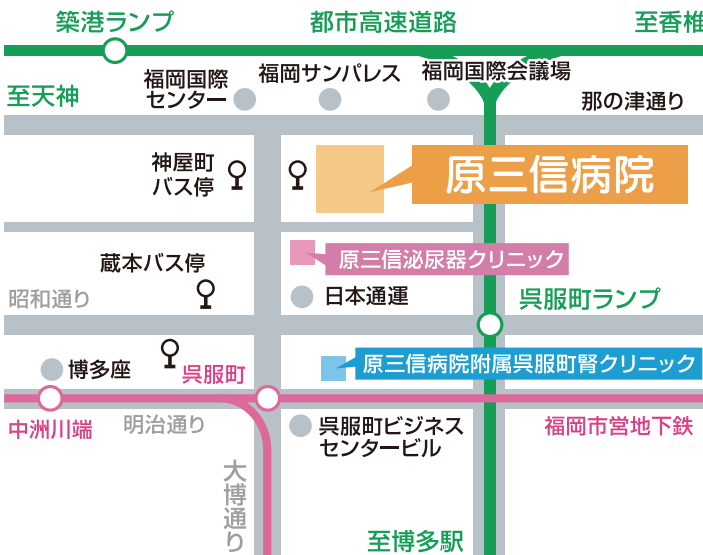 築港ランプ
都市高速道路
至香椎
至天神
福岡国際
センター
福岡サンパレス
福岡国際会議場
那の津通り
神屋町
バス停
原三信病院
原三信泌尿器クリニック
蔵本バス停
日本通運
昭和通り
呉服町ランプ
博多座
呉服町
原三信病院附属呉服町腎クリニック
中洲川端
明治通り
呉服町ビジネス
センタービル
福岡市営地下鉄
大博通り
至博多駅